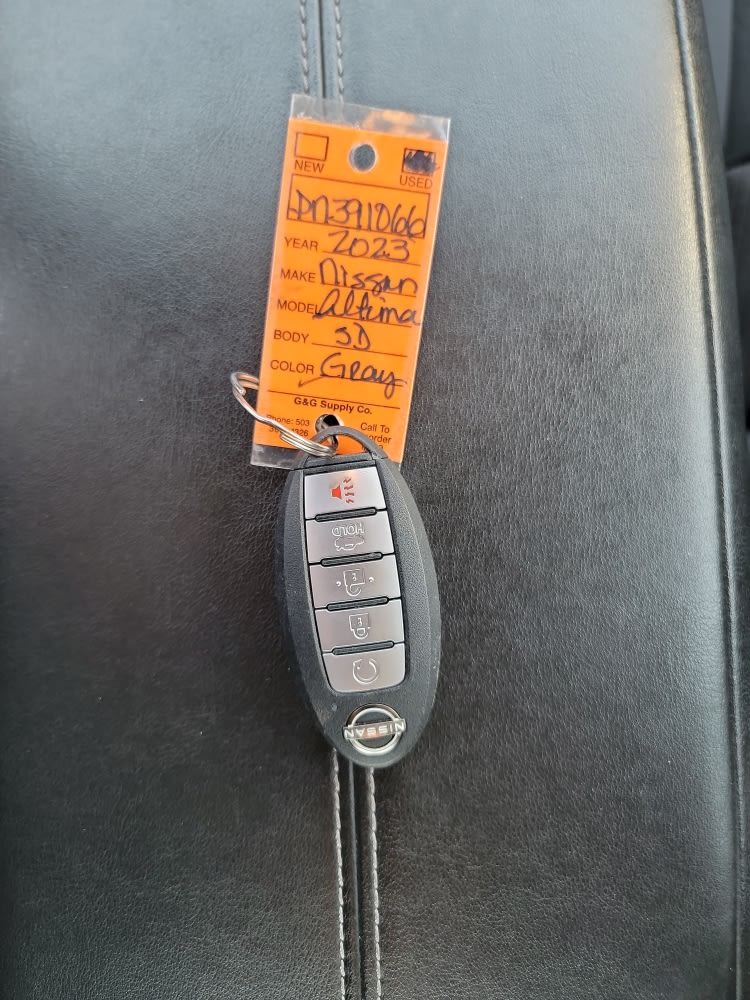 NEW
USED
PN391066
YEAR 2023
MAKE Nissan
MODEL Altima
BODY SD
COLOR Gray
G&G Supply Co.
Phone: 503
Call To
HOLD
NISSAN